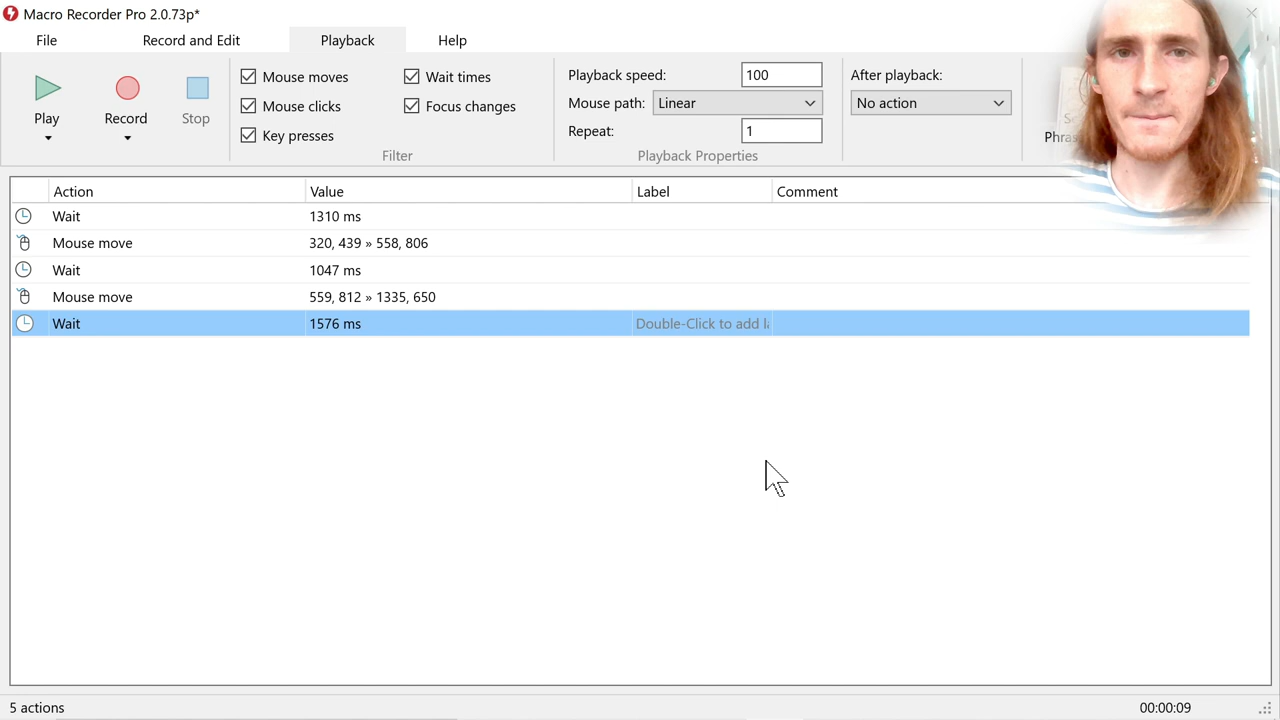 Macro Recorder Pro 2.0.73p*
File Record and Edit Playback Help
Play Record Stop
Mouse moves Wait times
Mouse clicks Focus changes
Key presses
Filter
Playback speed: 100
Mouse path: Linear
Repeat: 1
Playback Properties
After playback:
No action
Action Value Label Comment
Wait 1310 ms
Mouse move 320, 439 » 558, 806
Wait 1047 ms
Mouse move 559, 812 » 1335, 650
Wait 1576 ms Double-Click to add
5 actions 00:00:09